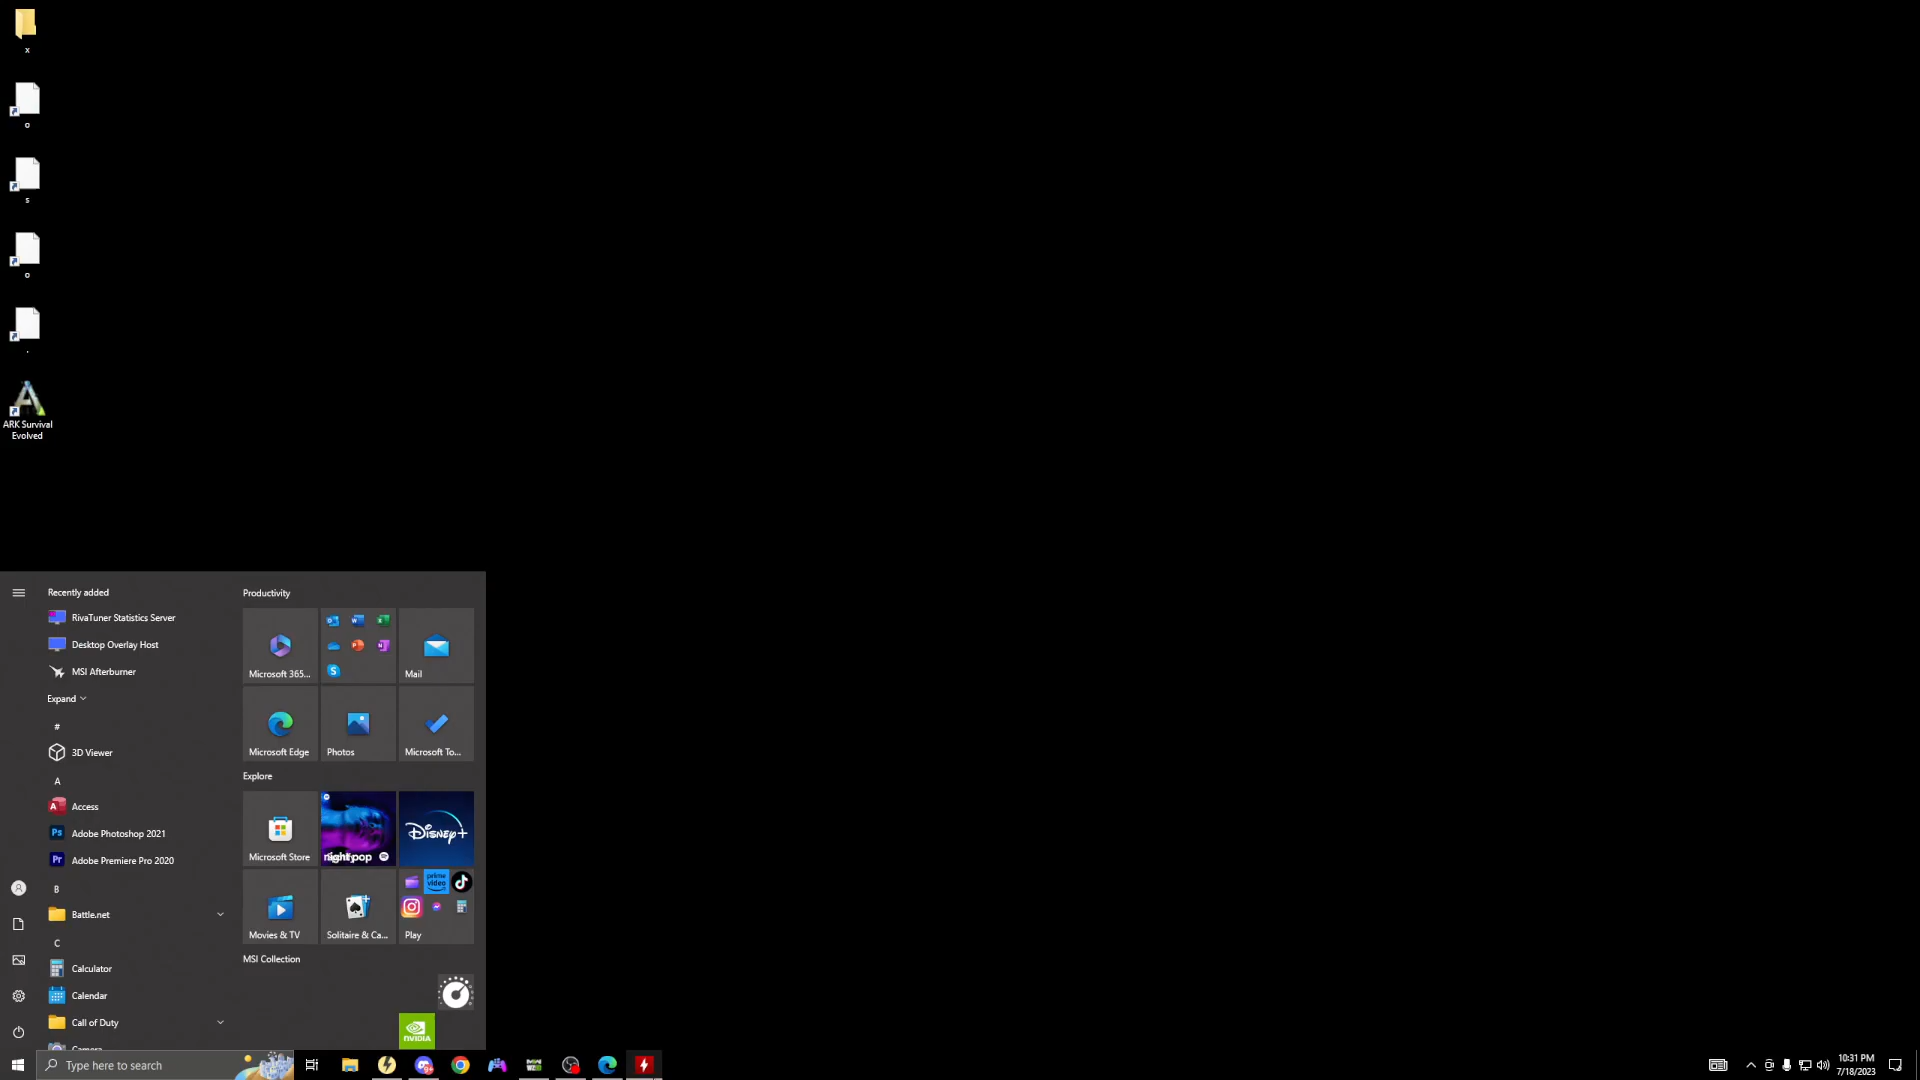 x
o
s
o
.
ARK Survival
Evolved
Recently added
RivaTuner Statistics Server
Desktop Overlay Host
MSI Afterburner
Expand
#
3D Viewer
A
Access
Adobe Photoshop 2021
Adobe Premiere Pro 2020
B
Battle.net
C
Calculator
Calendar
Call of Duty
Camera
Productivity
Microsoft 365...
Mail
Microsoft Edge
Photos
Microsoft To...
Explore
Microsoft Store
night pop
Disney+
Movies & TV
Solitaire & Ca...
prime
video
Play
MSI Collection
NVIDIA
Type here to search
10:31 PM
7/18/2023